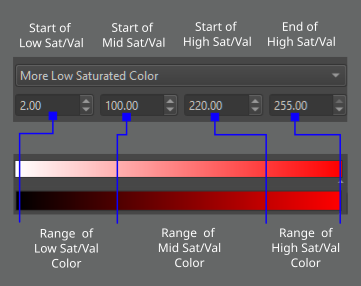 Start of
Low Sat/Val
Start of
Mid Sat/Val
Start of
High Sat/Val
End of
High Sat/Val
More Low Saturated Color
2.00
100.00
220.00
255.00
Range of
Low Sat/Val
Color
Range of
Mid Sat/Val
Color
Range of
High Sat/Val
Color